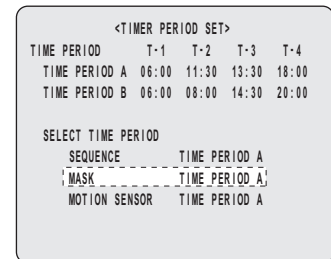 <TIMER PERIOD SET>
TIME PERIOD T-1 T-2 T-3 T-4
TIME PERIOD A 06:00 11:30 13:30 18:00
TIME PERIOD B 06:00 08:00 14:30 20:00
SELECT TIME PERIOD
SEQUENCE TIME PERIOD A
MASK TIME PERIOD A
MOTION SENSOR TIME PERIOD A